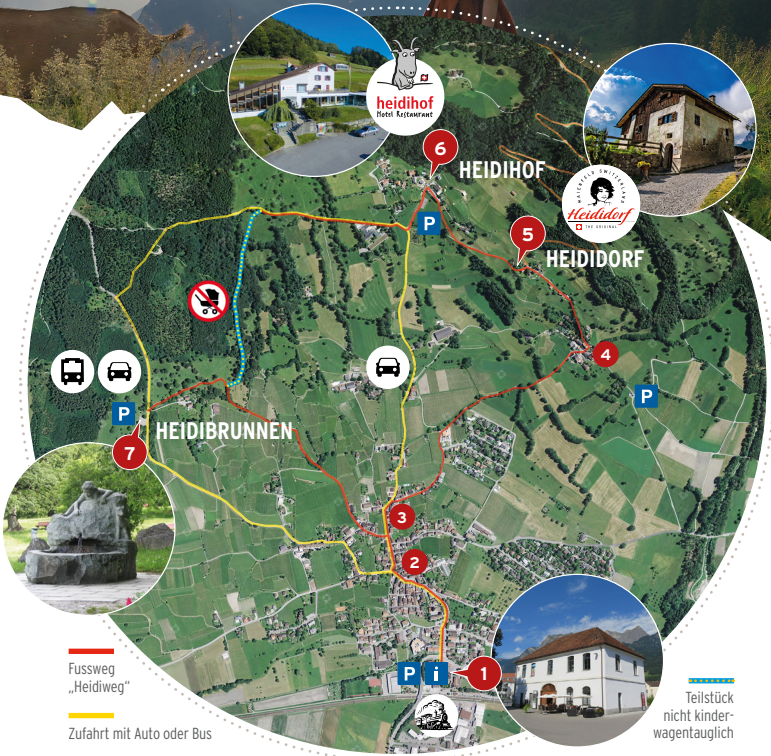 heidihof
Hotel Restaurant
6
HEIDIHOF
MAIENFELD SWITZERLAND
Heididorf
THE ORIGINAL
P
5
HEIDIDORF
4
P
P
HEIDIBRUNNEN
7
3
2
P
i
1
Fussweg
„Heidiweg"
Zufahrt mit Auto oder Bus
Teilstück
nicht kinder-
wagentauglich